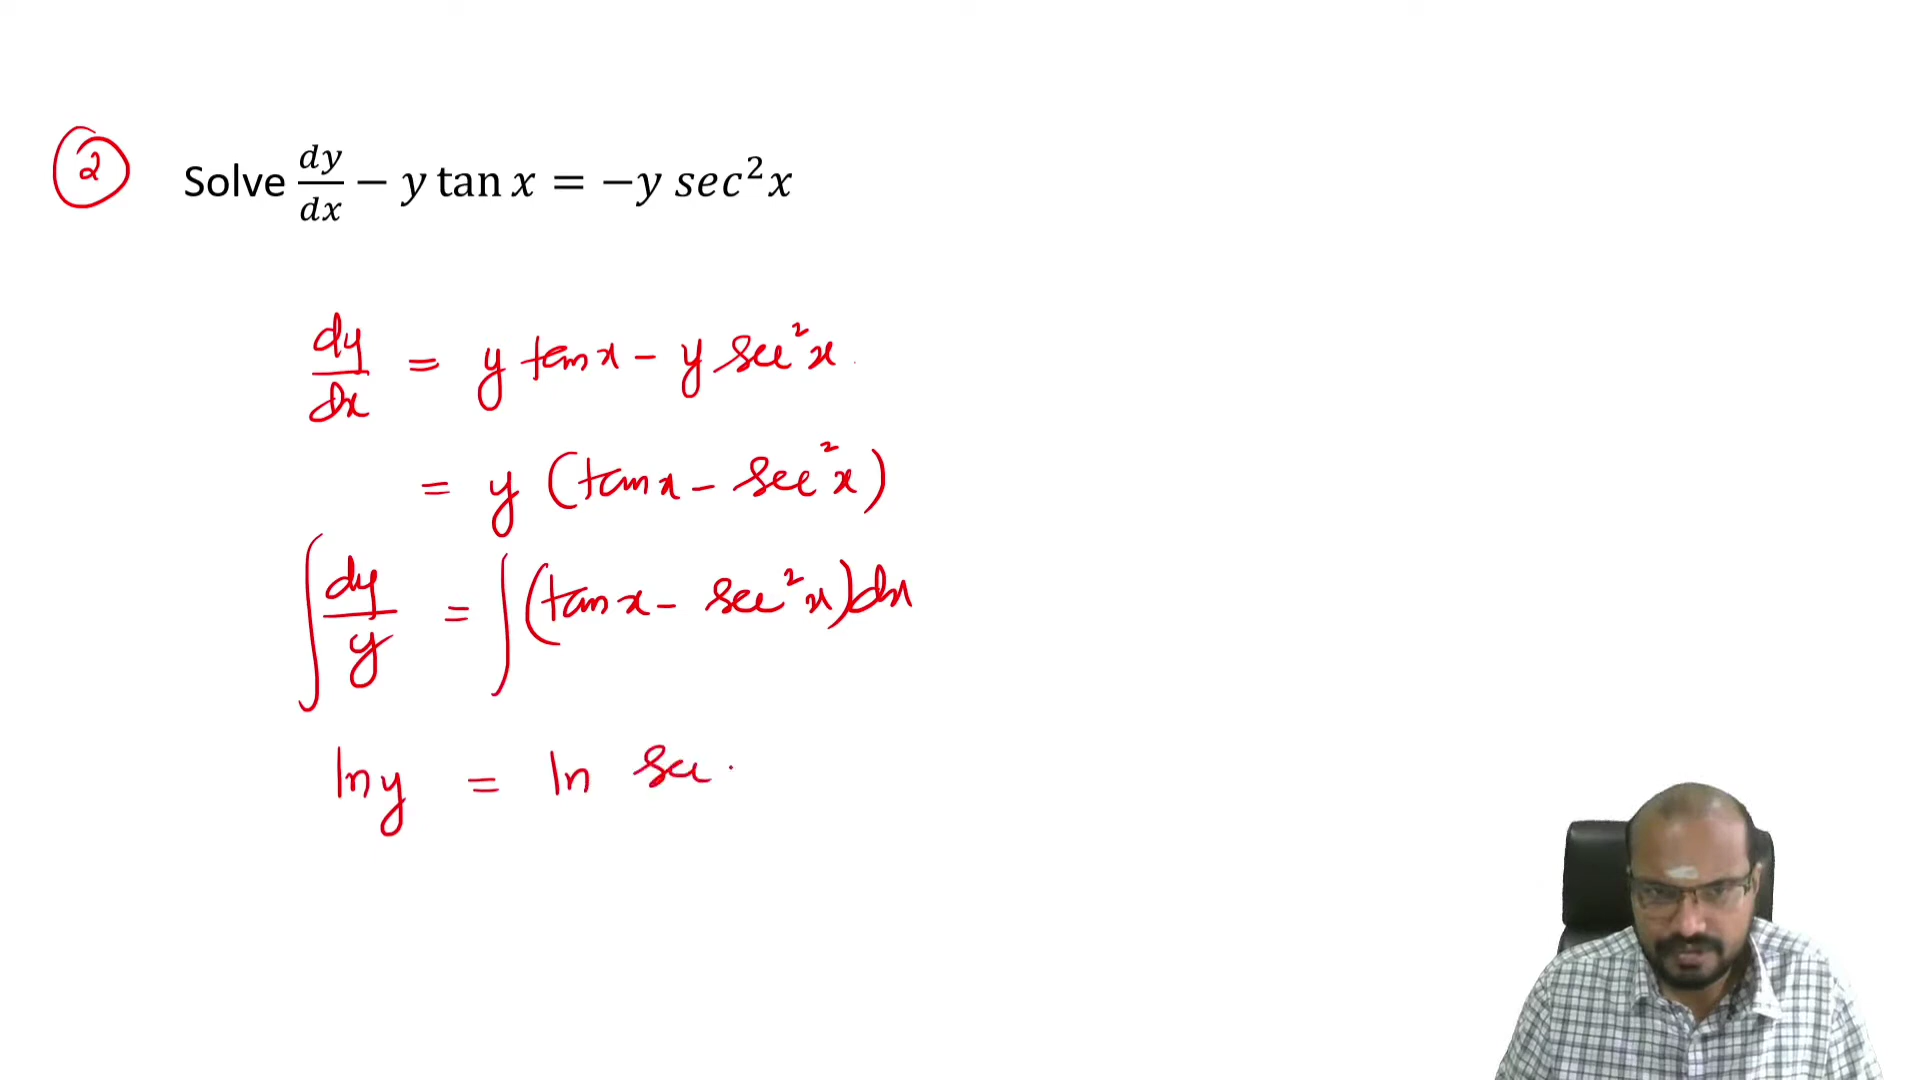 ② Solve dy/dx − y tan x = −y sec²x
dy/dx = y tan x − y sec²x
= y (tan x − sec²x)
∫ dy/y = ∫ (tan x − sec²x) dx
ln y = ln sec